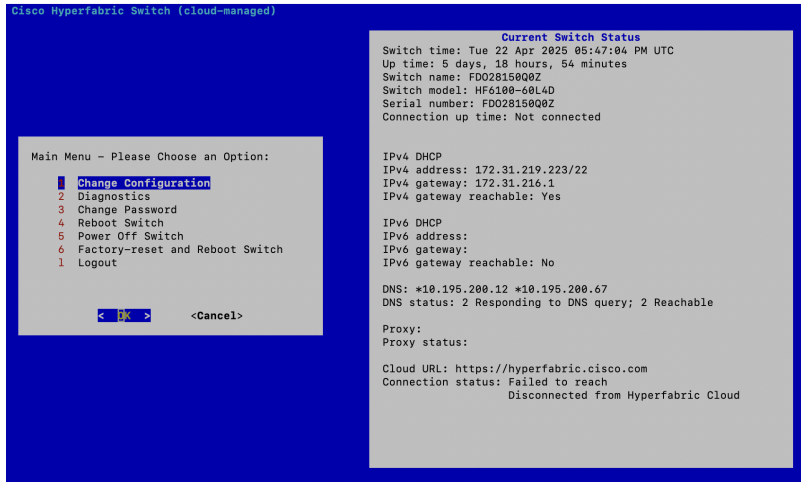 Cisco Hyperfabric Switch (cloud-managed)
Main Menu – Please Choose an Option:
1 Change Configuration
2 Diagnostics
3 Change Password
4 Reboot Switch
5 Power Off Switch
6 Factory-reset and Reboot Switch
l Logout
< OK > <Cancel>
Current Switch Status
Switch time: Tue 22 Apr 2025 05:47:04 PM UTC
Up time: 5 days, 18 hours, 54 minutes
Switch name: FDO28150Q0Z
Switch model: HF6100-60L4D
Serial number: FDO28150Q0Z
Connection up time: Not connected
IPv4 DHCP
IPv4 address: 172.31.219.223/22
IPv4 gateway: 172.31.216.1
IPv4 gateway reachable: Yes
IPv6 DHCP
IPv6 address:
IPv6 gateway:
IPv6 gateway reachable: No
DNS: *10.195.200.12 *10.195.200.67
DNS status: 2 Responding to DNS query; 2 Reachable
Proxy:
Proxy status:
Cloud URL: https://hyperfabric.cisco.com
Connection status: Failed to reach
Disconnected from Hyperfabric Cloud